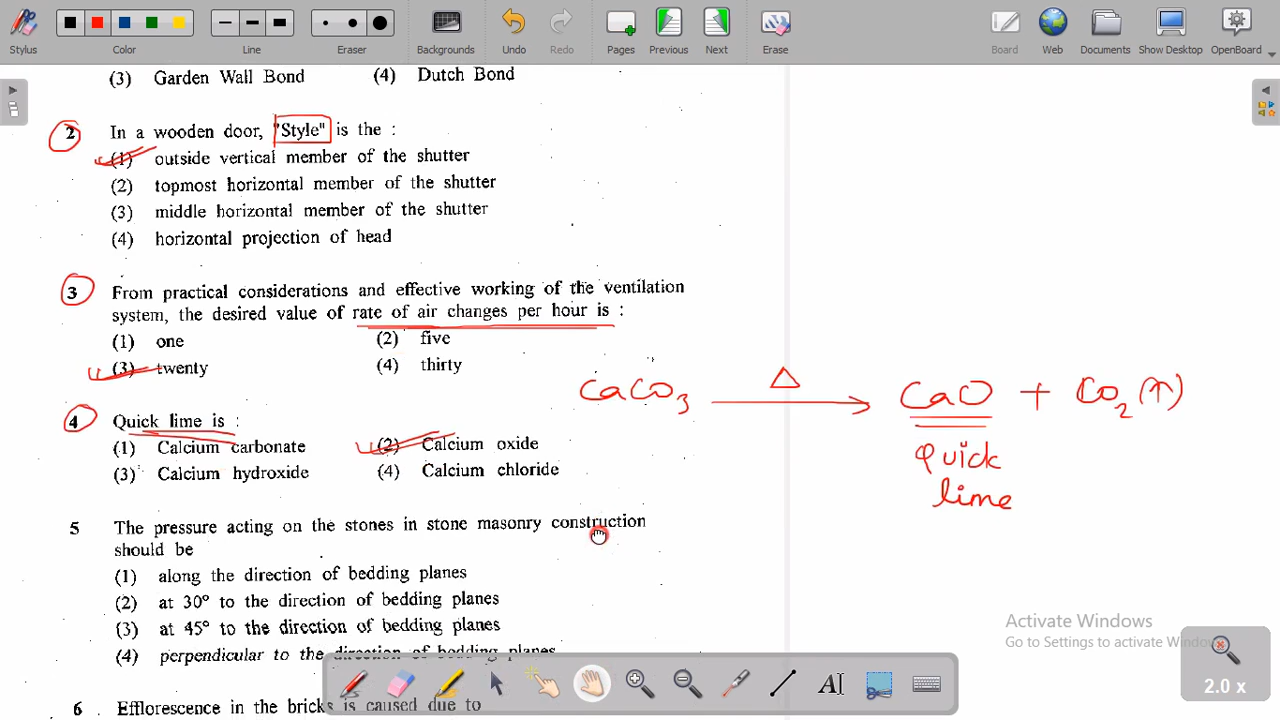 Stylus
Color
Line
Eraser
Backgrounds
Undo
Redo
Pages
Previous
Next
Erase
Board
Web
Documents
Show Desktop
OpenBoard
(3) Garden Wall Bond (4) Dutch Bond
2 In a wooden door, "Style" is the :
(1) outside vertical member of the shutter
(2) topmost horizontal member of the shutter
(3) middle horizontal member of the shutter
(4) horizontal projection of head
3 From practical considerations and effective working of the ventilation
system, the desired value of rate of air changes per hour is :
(1) one (2) five
(3) twenty (4) thirty
CaCO3 Δ → CaO + CO2 (↑)
Quick
lime
4 Quick lime is :
(1) Calcium carbonate (2) Calcium oxide
(3) Calcium hydroxide (4) Calcium chloride
5 The pressure acting on the stones in stone masonry construction
should be
(1) along the direction of bedding planes
(2) at 30° to the direction of bedding planes
(3) at 45° to the direction of bedding planes
(4) perpendicular to the direction of bedding planes
6 Efflorescence in the bricks is caused due to
Activate Windows
Go to Settings to activate Windows
2.0 x